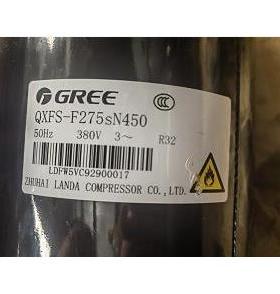 GREE
QXFS-F275sN450
50Hz 380V 3～ R32
LDFW5VC92900017
ZHUHAI LANDA COMPRESSOR CO.,LTD.